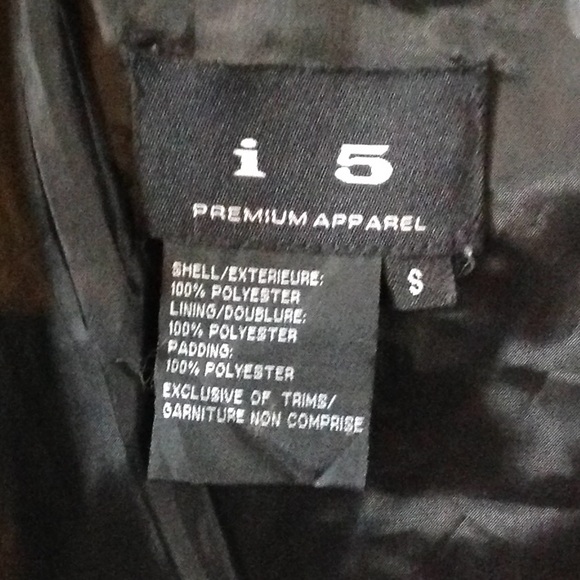 i 5
PREMIUM APPAREL
S
SHELL/EXTERIEURE:
100% POLYESTER
LINING/DOUBLURE:
100% POLYESTER
PADDING:
100% POLYESTER
EXCLUSIVE OF TRIMS/
GARNITURE NON COMPRISE